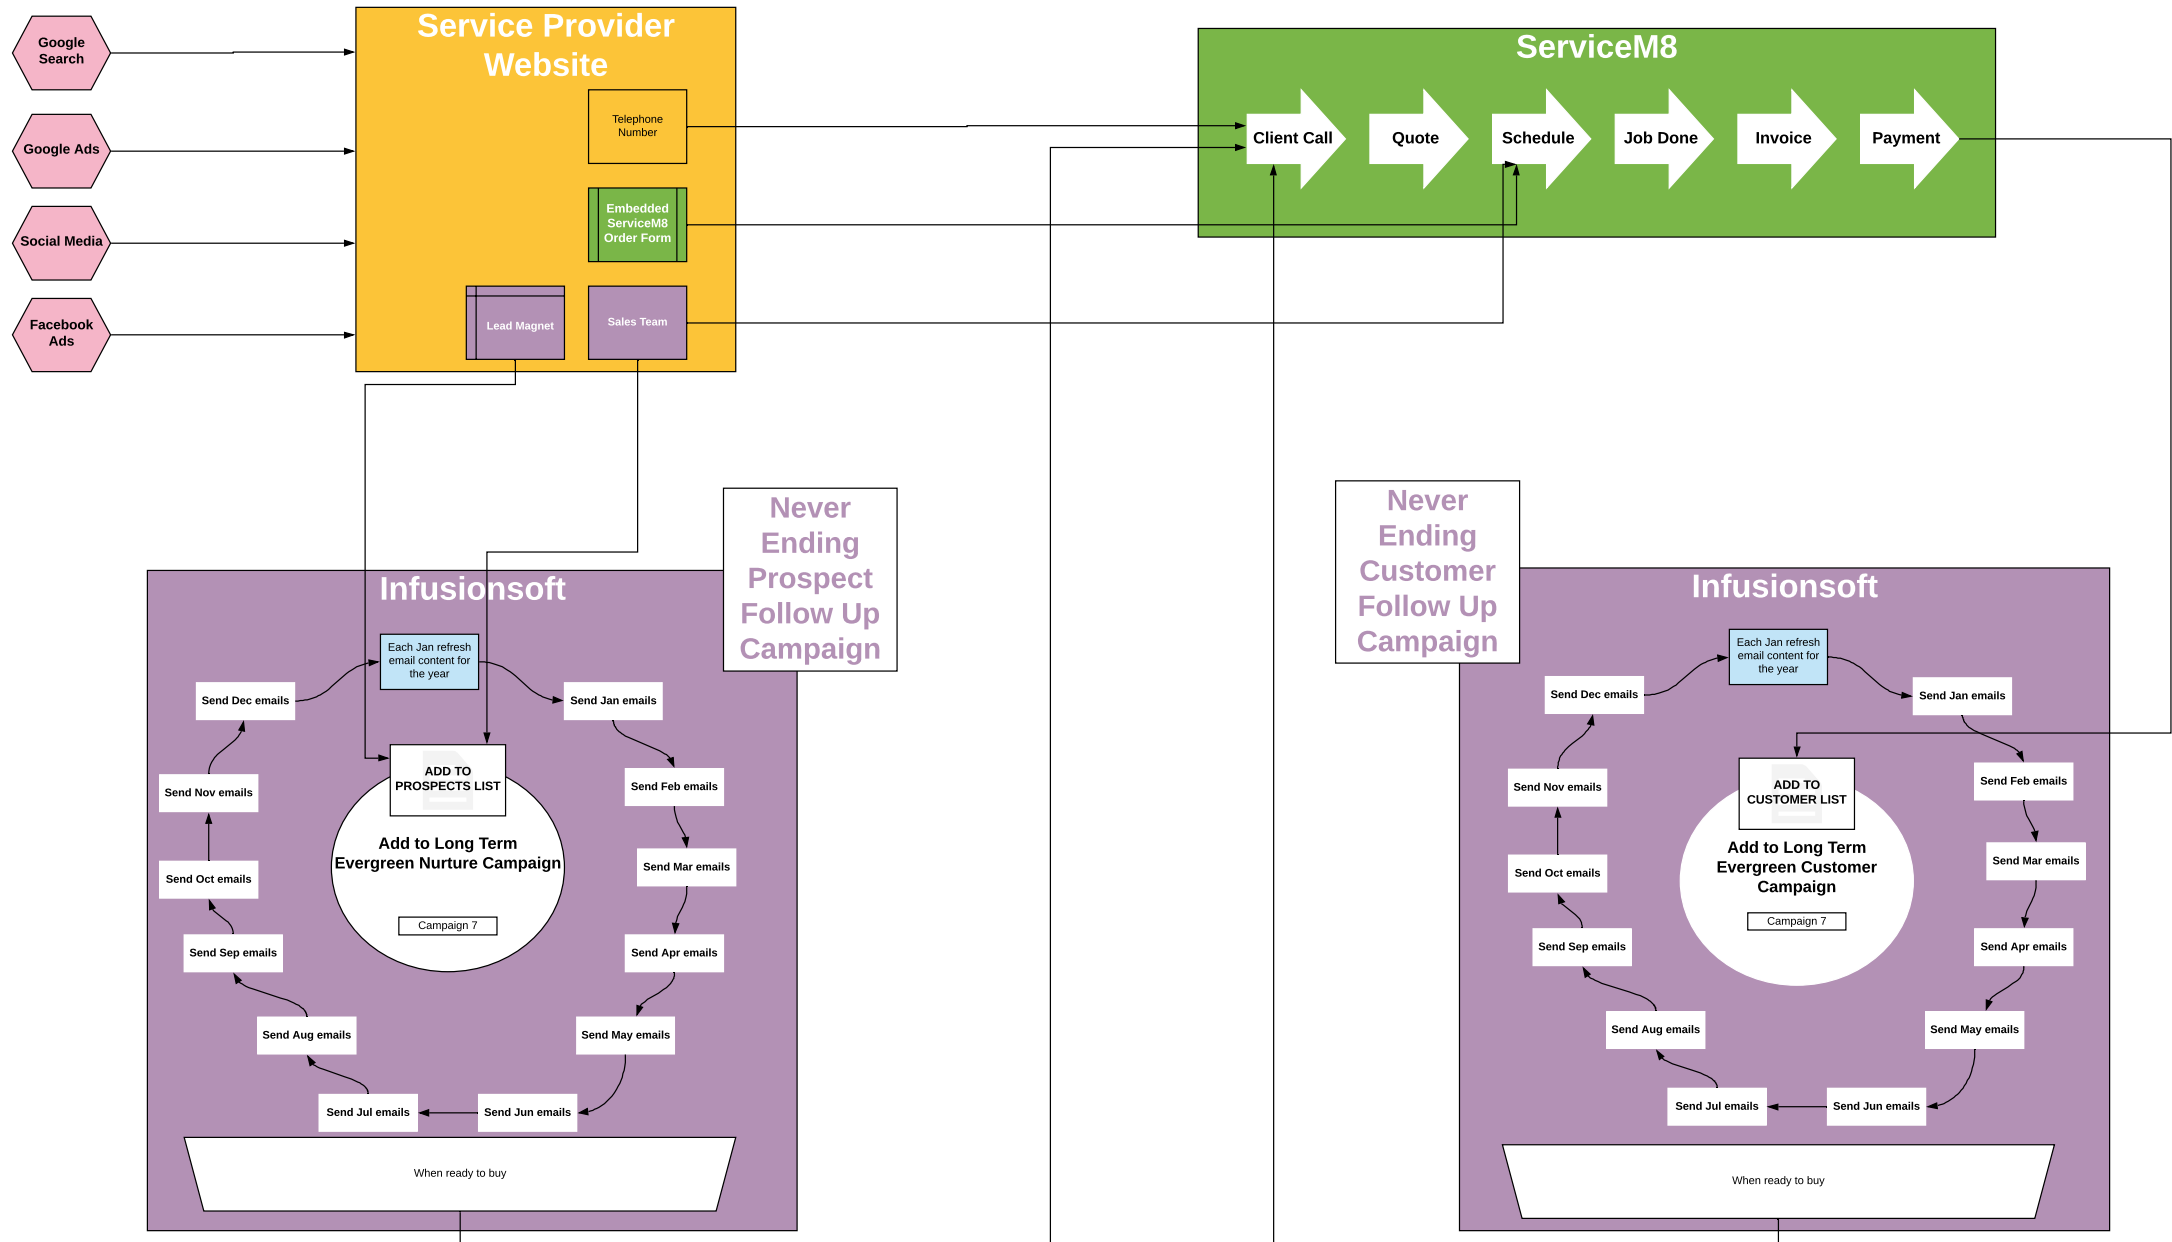 Google
Search
Google Ads
Social Media
Facebook
Ads
Service Provider
Website
Telephone
Number
Embedded
ServiceM8
Order Form
Lead Magnet
Sales Team
ServiceM8
Client Call
Quote
Schedule
Job Done
Invoice
Payment
Never
Ending
Prospect
Follow Up
Campaign
Infusionsoft
Each Jan refresh
email content for
the year
Send Jan emails
Send Feb emails
Send Mar emails
Send Apr emails
Send May emails
Send Jun emails
Send Jul emails
Send Aug emails
Send Sep emails
Send Oct emails
Send Nov emails
Send Dec emails
ADD TO
PROSPECTS LIST
Add to Long Term
Evergreen Nurture Campaign
Campaign 7
When ready to buy
Never
Ending
Customer
Follow Up
Campaign
Infusionsoft
Each Jan refresh
email content for
the year
Send Jan emails
Send Feb emails
Send Mar emails
Send Apr emails
Send May emails
Send Jun emails
Send Jul emails
Send Aug emails
Send Sep emails
Send Oct emails
Send Nov emails
Send Dec emails
ADD TO
CUSTOMER LIST
Add to Long Term
Evergreen Customer
Campaign
Campaign 7
When ready to buy